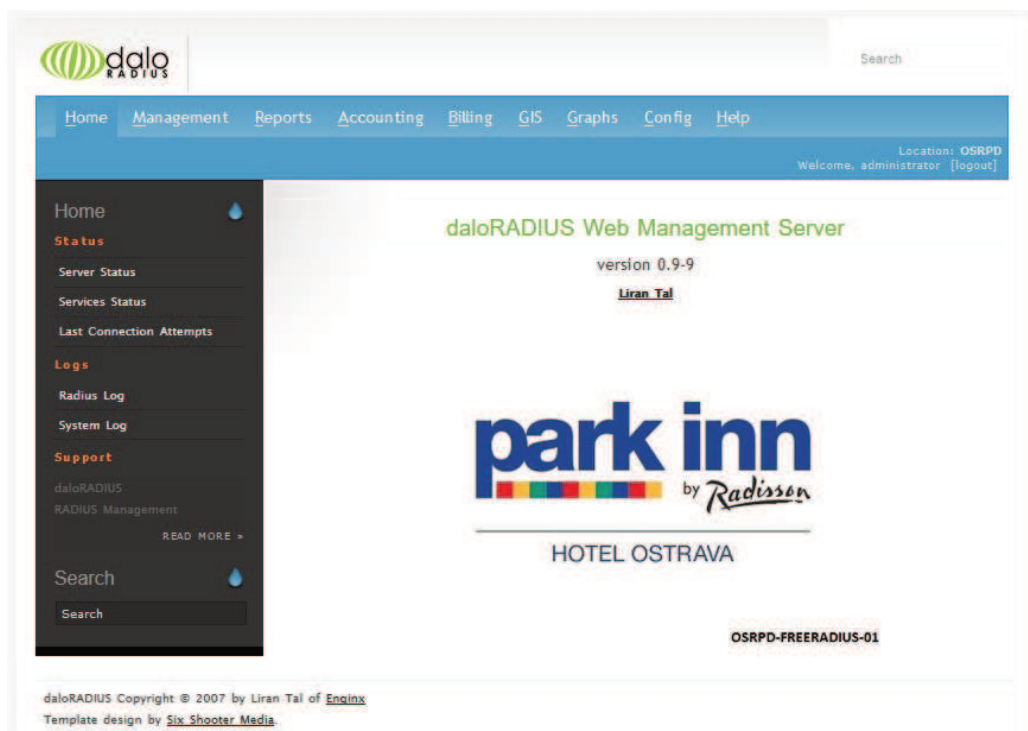 dalo
RADIUS
Search
Home Management Reports Accounting Billing GIS Graphs Config Help
Location: OSRPD
Welcome, administrator [logout]
Home
Status
Server Status
Services Status
Last Connection Attempts
Logs
Radius Log
System Log
Support
daloRADIUS
RADIUS Management
READ MORE »
Search
Search
daloRADIUS Web Management Server
version 0.9-9
Liran Tal
park inn
by Radisson
HOTEL OSTRAVA
OSRPD-FREERADIUS-01
daloRADIUS Copyright © 2007 by Liran Tal of Enginx
Template design by Six Shooter Media.